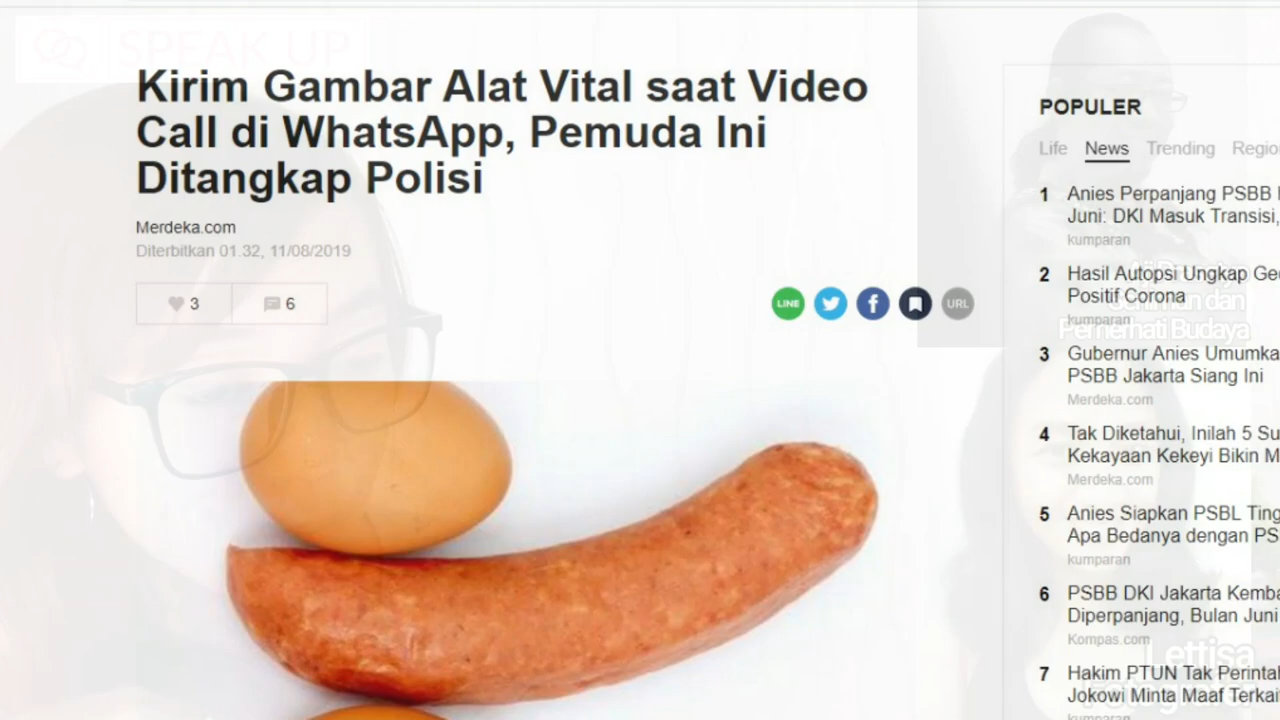 SPEAK UP
Kirim Gambar Alat Vital saat Video
Call di WhatsApp, Pemuda Ini
Ditangkap Polisi
Merdeka.com
Diterbitkan 01.32, 11/08/2019
3
6
LINE
URL
POPULER
Life News Trending
1 Anies Perpanjang PSBB
Juni: DKI Masuk Transisi,
kumparan
2 Hasil Autopsi Ungkap
Positif Corona
kumparan
dan
Pemerhati Budaya
3 Gubernur Anies
PSBB Jakarta Siang Ini
Merdeka.com
4 Tak Diketahui, Inilah 5
Kekayaan Kekeyi Bikin
Merdeka.com
5 Anies Siapkan PSBL
Apa Bedanya dengan
kumparan
6 PSBB DKI Jakarta
Diperpanjang, Bulan Juni
Kompas.com
Lettisa
7 Hakim PTUN Tak
Jokowi Minta Maaf
kumparan